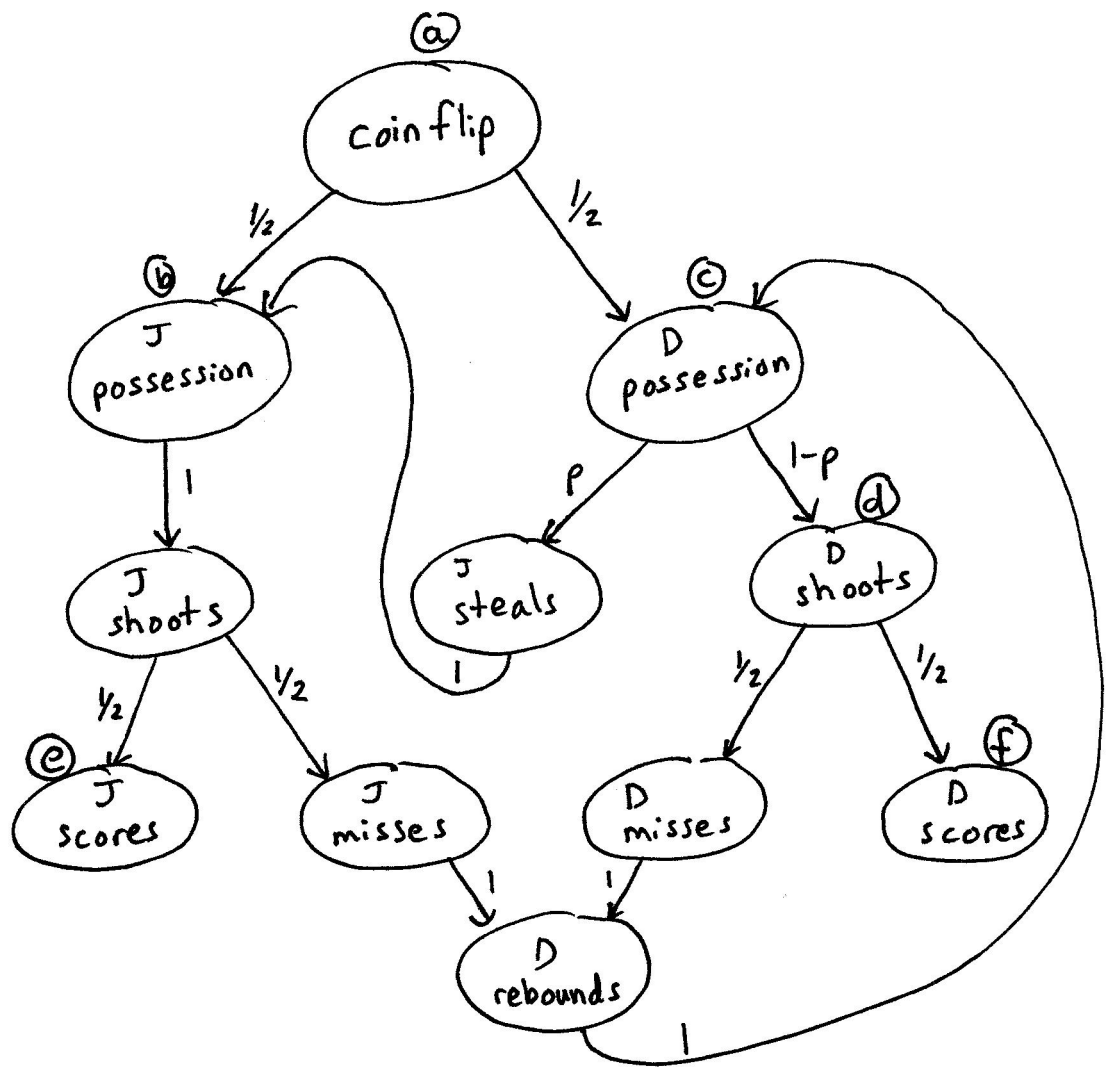 ⓐ
coin flip
1/2
1/2
ⓑ
ⓒ
J
possession
D
possession
1
p
1-p
ⓓ
J
shoots
J
steals
D
shoots
1
1/2
1/2
1/2
1/2
ⓔ
ⓕ
J
scores
J
misses
D
misses
D
scores
1
1
D
rebounds
1